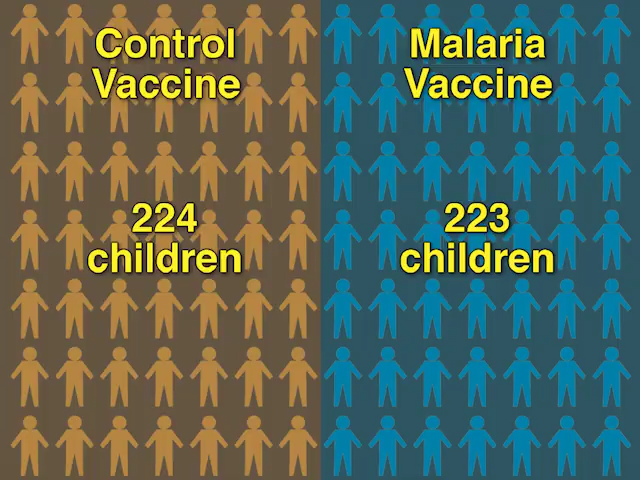 Control
Vaccine
224
children
Malaria
Vaccine
223
children